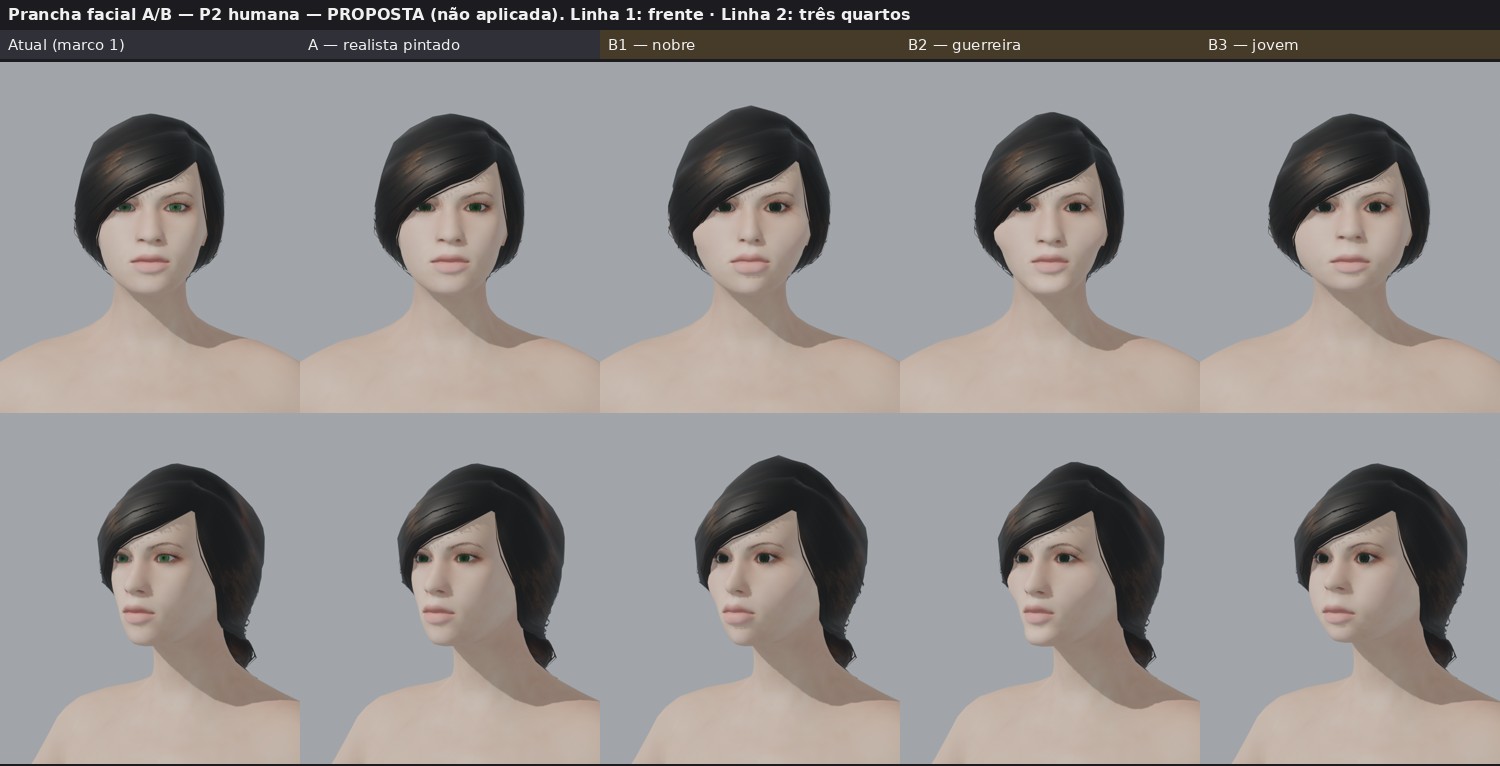 Prancha facial A/B — P2 humana — PROPOSTA (não aplicada). Linha 1: frente · Linha 2: três quartos
Atual (marco 1)
A — realista pintado
B1 — nobre
B2 — guerreira
B3 — jovem